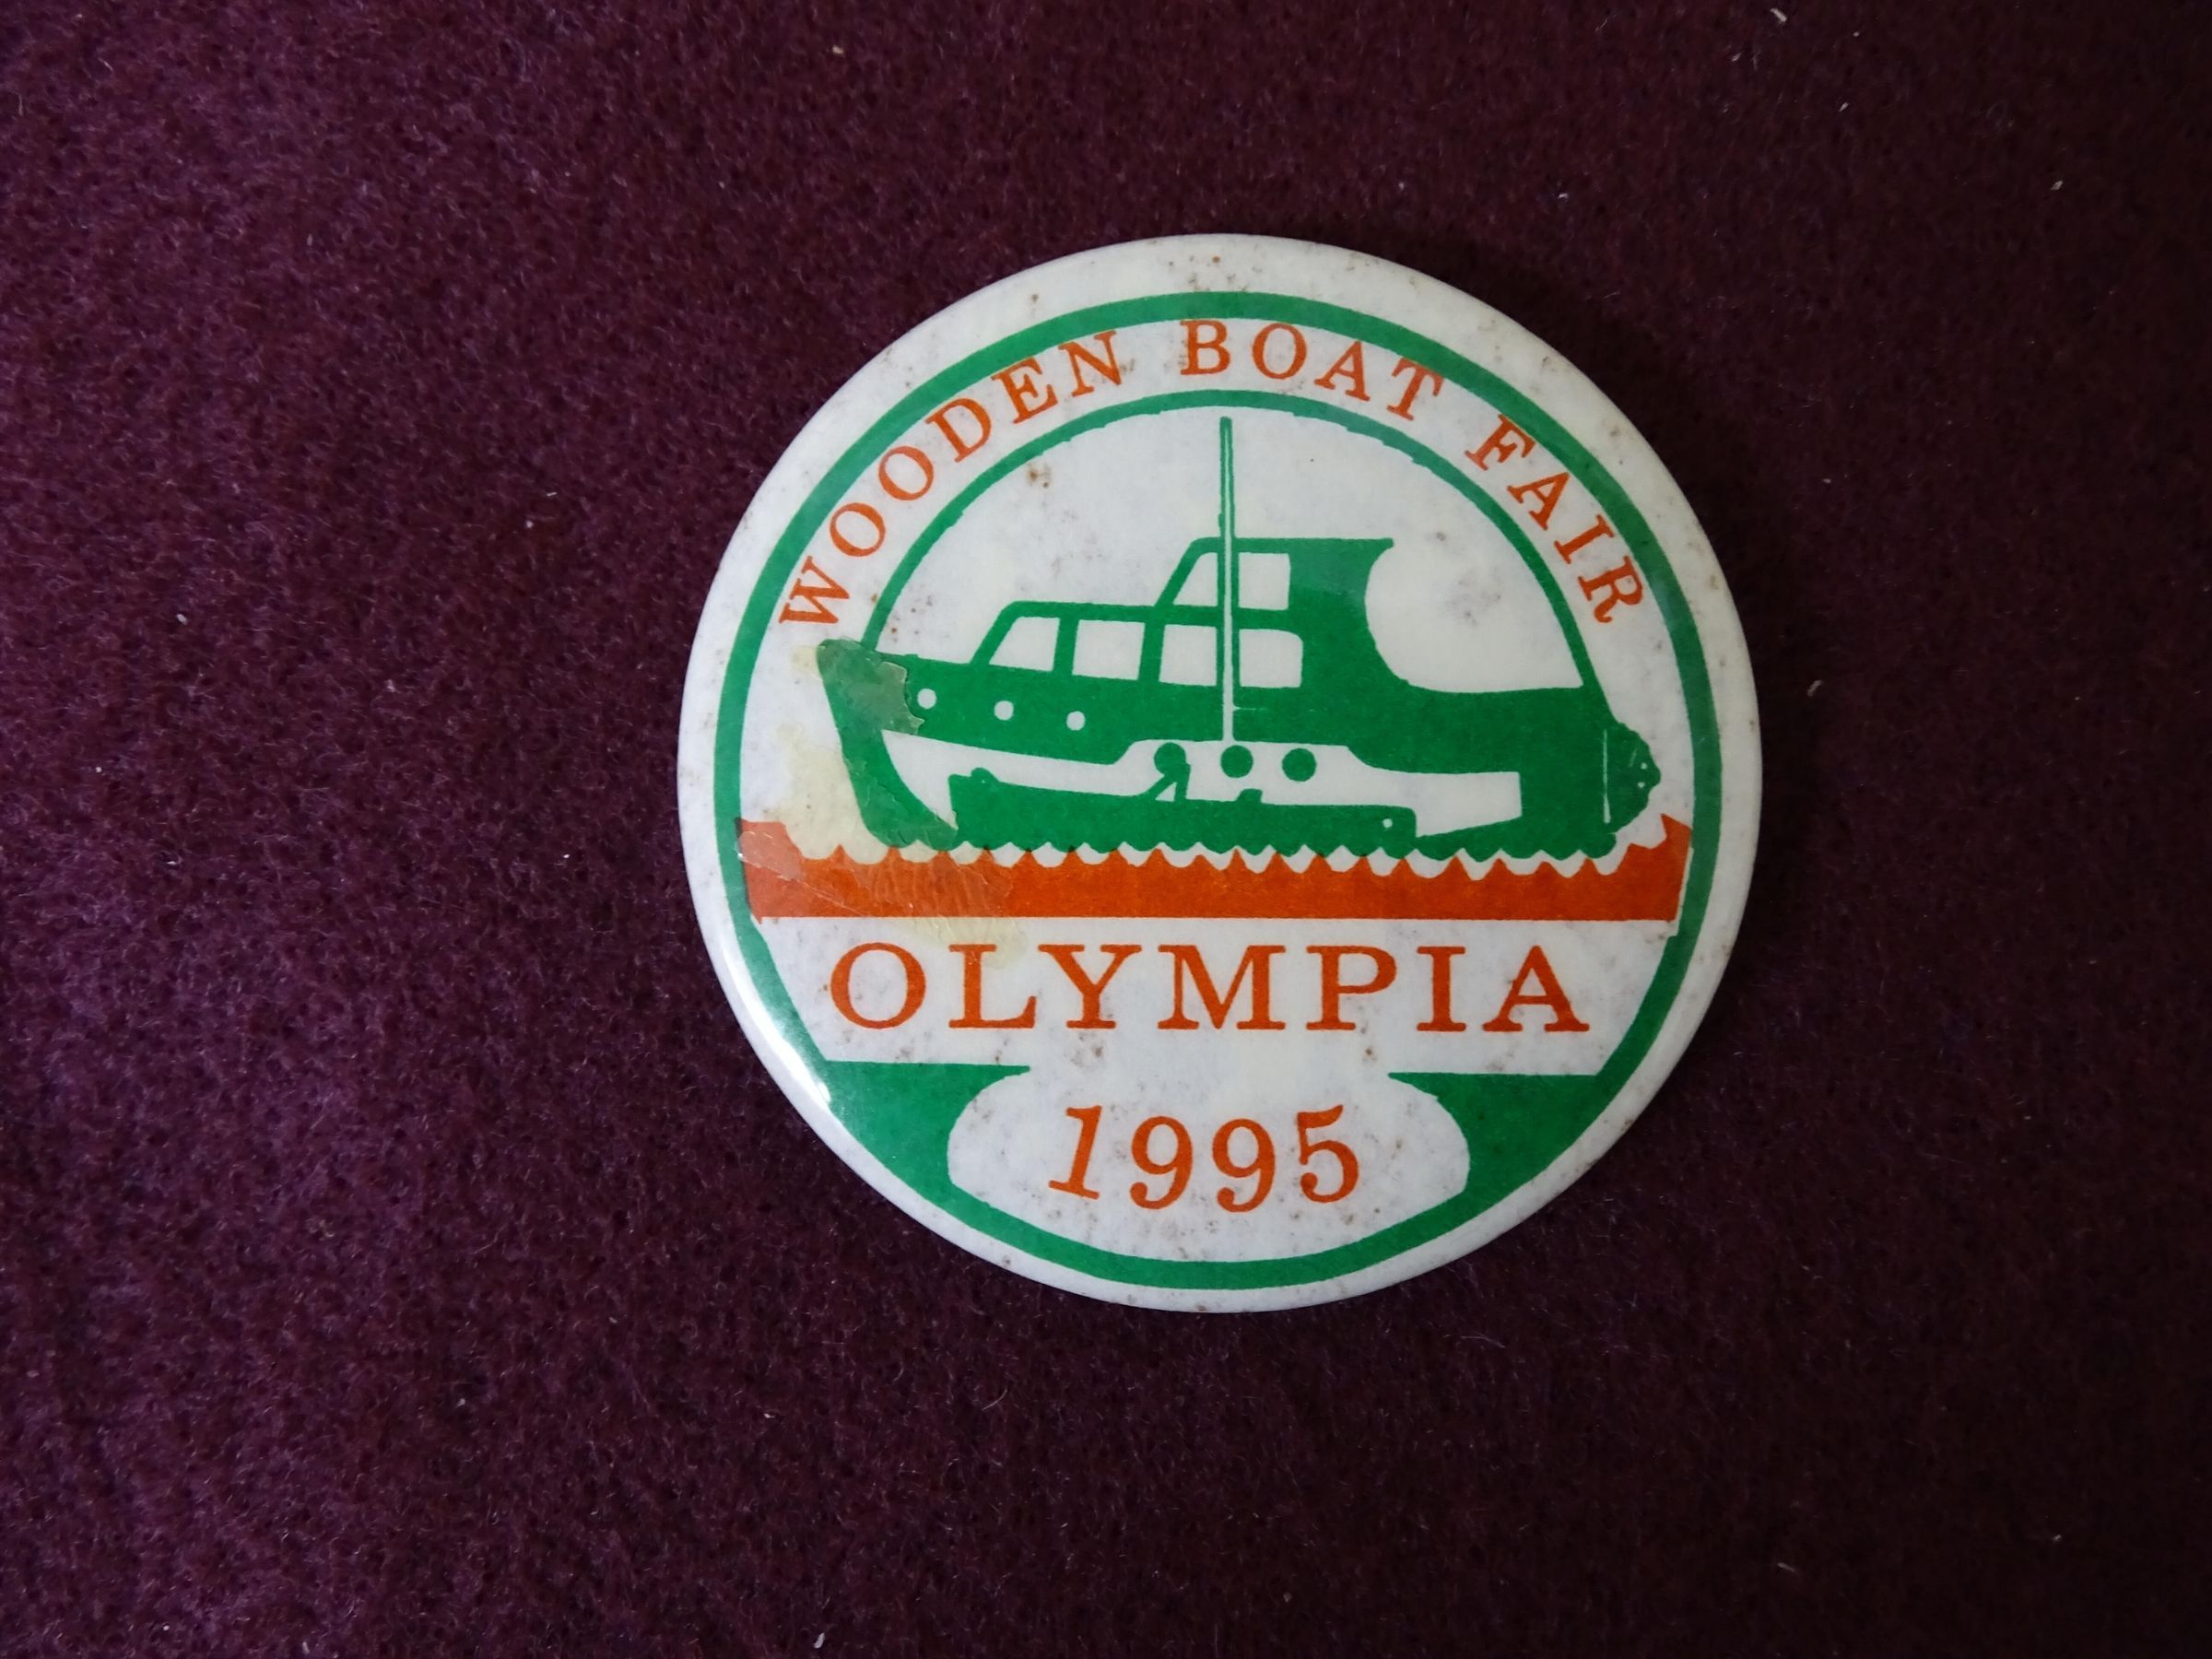 WOODEN BOAT FAIR
OLYMPIA
1995